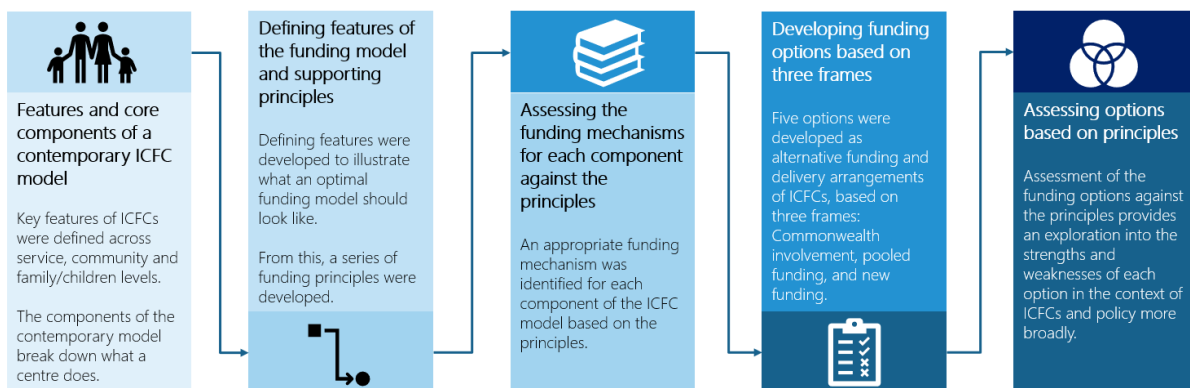 Features and core
components of a
contemporary ICFC
model
Key features of ICFCs
were defined across
service, community and
family/children levels.
The components of the
contemporary model
break down what a
centre does.
Defining features of
the funding model
and supporting
principles
Defining features were
developed to illustrate
what an optimal
funding model should
look like.
From this, a series of
funding principles were
developed.
Assessing the
funding mechanisms
for each component
against the
principles
An appropriate funding
mechanism was
identified for each
component of the ICFC
model based on the
principles.
Developing funding
options based on
three frames
Five options were
developed as
alternative funding and
delivery arrangements
of ICFCs, based on
three frames:
Commonwealth
involvement, pooled
funding, and new
funding.
Assessing options
based on principles
Assessment of the
funding options against
the principles provides
an exploration into the
strengths and
weaknesses of each
option in the context of
ICFCs and policy more
broadly.